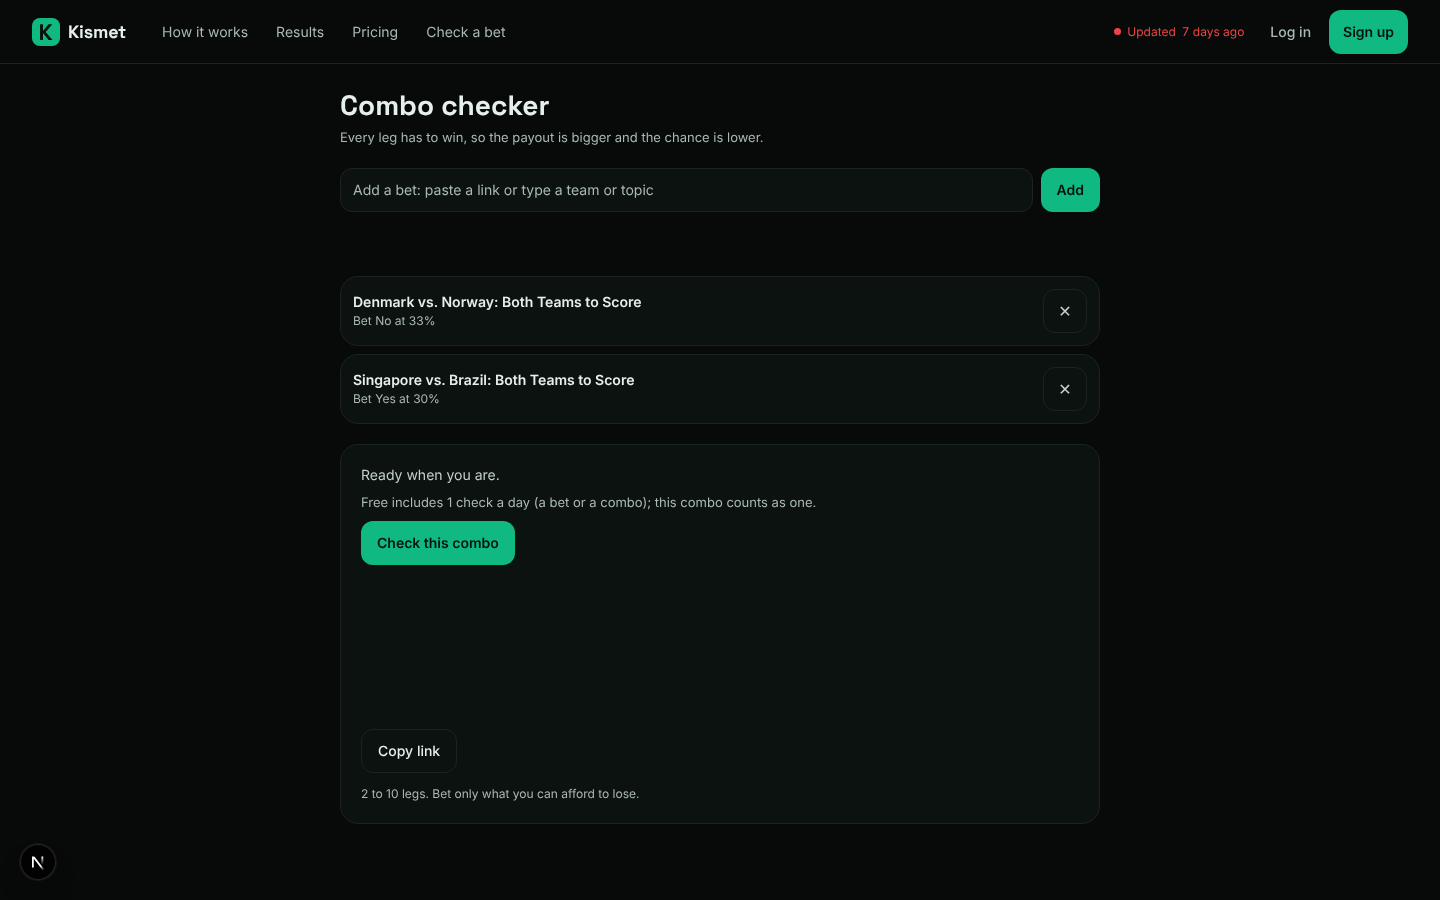 K Kismet
How it works
Results
Pricing
Check a bet
Updated 7 days ago
Log in
Sign up
Combo checker
Every leg has to win, so the payout is bigger and the chance is lower.
Add a bet: paste a link or type a team or topic
Add
Denmark vs. Norway: Both Teams to Score
Bet No at 33%
✕
Singapore vs. Brazil: Both Teams to Score
Bet Yes at 30%
✕
Ready when you are.
Free includes 1 check a day (a bet or a combo); this combo counts as one.
Check this combo
Copy link
2 to 10 legs. Bet only what you can afford to lose.
N